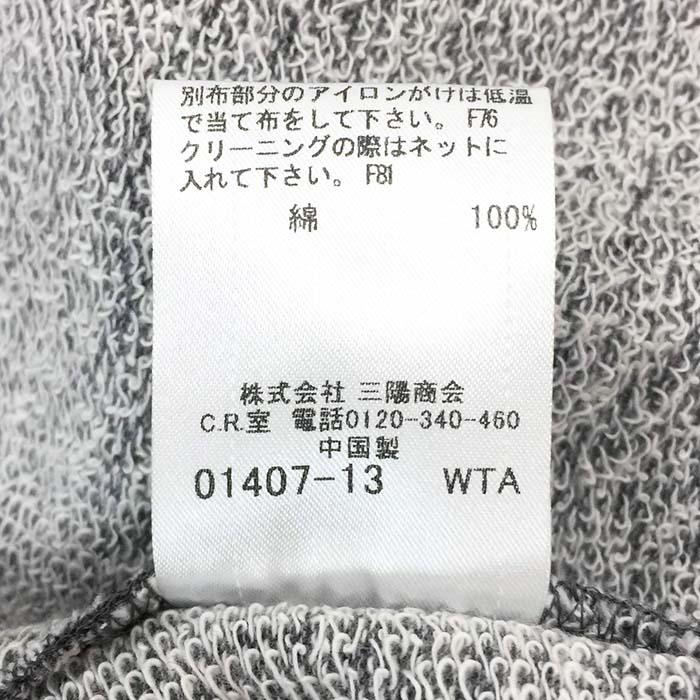 別布部分のアイロンがけは低温
で当て布をして下さい。 F76
クリーニングの際はネットに
入れて下さい。 F81
綿 100%
株式会社 三陽商会
C.R.室 電話0120-340-460
中国製
01407-13 WTA